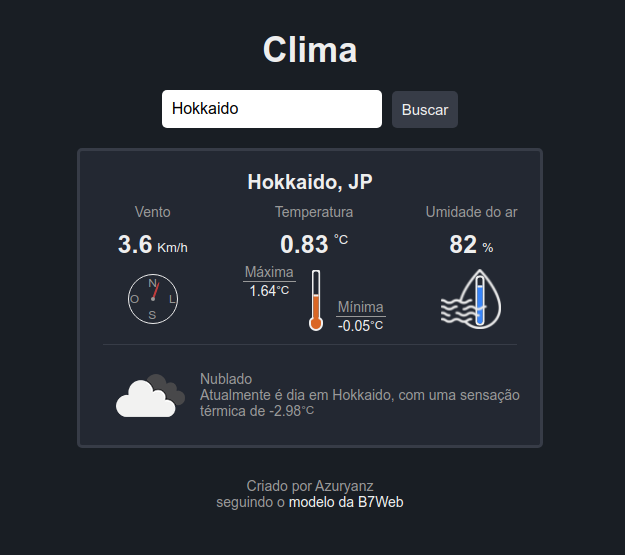 Clima
Hokkaido
Buscar
Hokkaido, JP
Vento
Temperatura
Umidade do ar
3.6 Km/h
0.83 °C
82 %
Máxima
1.64°C
Mínima
-0.05°C
N
O L
S
Nublado
Atualmente é dia em Hokkaido, com uma sensação
térmica de -2.98°C
Criado por Azuryanz
seguindo o modelo da B7Web